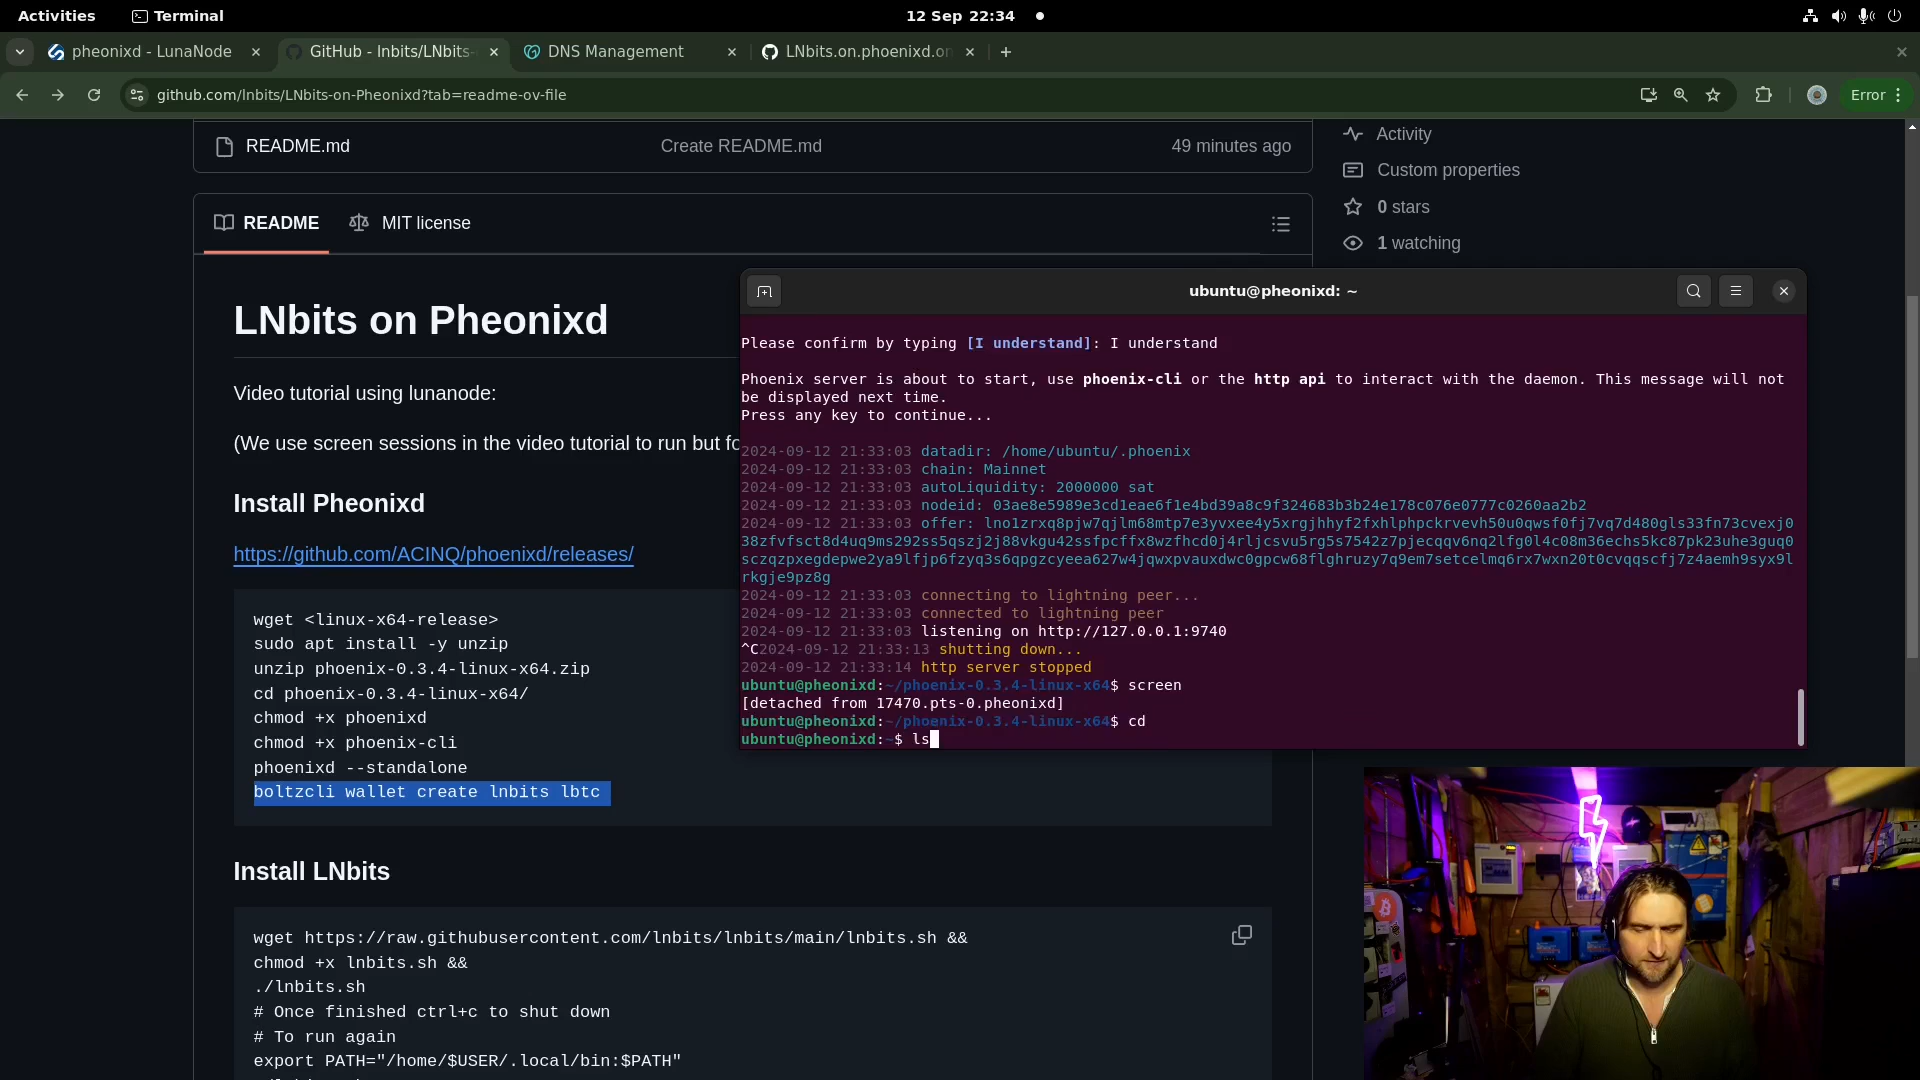 Activities
Terminal
12 Sep 22:34
pheonixd - LunaNode
GitHub - lnbits/LNbits-
DNS Management
LNbits.on.phoenixd.on
github.com/lnbits/LNbits-on-Pheonixd?tab=readme-ov-file
Error
README.md
Create README.md
49 minutes ago
README
MIT license
Activity
Custom properties
0 stars
1 watching
LNbits on Pheonixd
Video tutorial using lunanode:
(We use screen sessions in the video tutorial to run but fo
Install Pheonixd
https://github.com/ACINQ/phoenixd/releases/
wget <linux-x64-release>
sudo apt install -y unzip
unzip phoenix-0.3.4-linux-x64.zip
cd phoenix-0.3.4-linux-x64/
chmod +x phoenixd
chmod +x phoenix-cli
phoenixd --standalone
boltzcli wallet create lnbits lbtc
Install LNbits
wget https://raw.githubusercontent.com/lnbits/lnbits/main/lnbits.sh &&
chmod +x lnbits.sh &&
./lnbits.sh
# Once finished ctrl+c to shut down
# To run again
export PATH="/home/$USER/.local/bin:$PATH"
ubuntu@pheonixd: ~
Please confirm by typing [I understand]: I understand
Phoenix server is about to start, use phoenix-cli or the http api to interact with the daemon. This message will not
be displayed next time.
Press any key to continue...
2024-09-12 21:33:03 datadir: /home/ubuntu/.phoenix
2024-09-12 21:33:03 chain: Mainnet
2024-09-12 21:33:03 autoLiquidity: 2000000 sat
2024-09-12 21:33:03 nodeid: 03ae8e5989e3cd1eae6f1e4bd39a8c9f324683b3b24e178c076e0777c0260aa2b2
2024-09-12 21:33:03 offer: lno1zrxq8pjw7qjlm68mtp7e3yvxee4y5xrgjhhyf2fxhlphpckrvevh50u0qwsf0fj7vq7d480gls33fn73cvexj0
38zfvfsct8d4uq9ms292ss5qszj2j88vkgu42ssfpcffx8wzfhcd0j4rljcsvu5rg5s7542z7pjecqqv6nq2lfg0l4c08m36echs5kc87pk23uhe3guq0
sczqzpxegdepwe2ya9lfjp6fzyq3s6qpgzcyeea627w4jqwxpvauxdwc0gpcw68flghruzy7q9em7setcelmq6rx7wxn20t0cvqqscfj7z4aemh9syx9l
rkgje9pz8g
2024-09-12 21:33:03 connecting to lightning peer...
2024-09-12 21:33:03 connected to lightning peer
2024-09-12 21:33:03 listening on http://127.0.0.1:9740
^C2024-09-12 21:33:13 shutting down...
2024-09-12 21:33:14 http server stopped
ubuntu@pheonixd:~/phoenix-0.3.4-linux-x64$ screen
[detached from 17470.pts-0.pheonixd]
ubuntu@pheonixd:~/phoenix-0.3.4-linux-x64$ cd
ubuntu@pheonixd:~$ ls